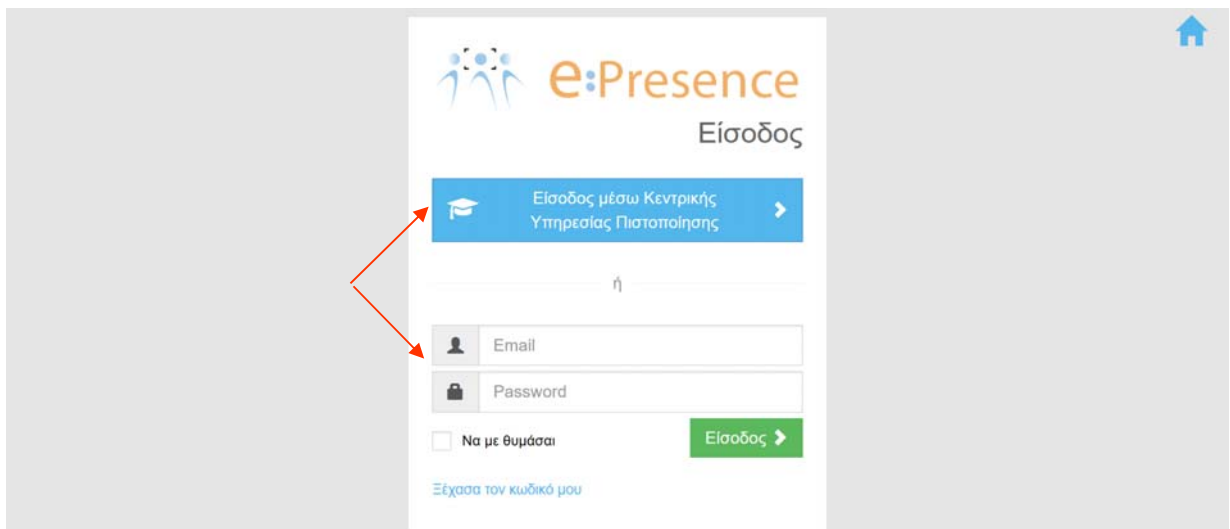 e:Presence
Είσοδος
Είσοδος μέσω Κεντρικής
Υπηρεσίας Πιστοποίησης
ή
Email
Password
Να με θυμάσαι
Είσοδος
Ξέχασα τον κωδικό μου